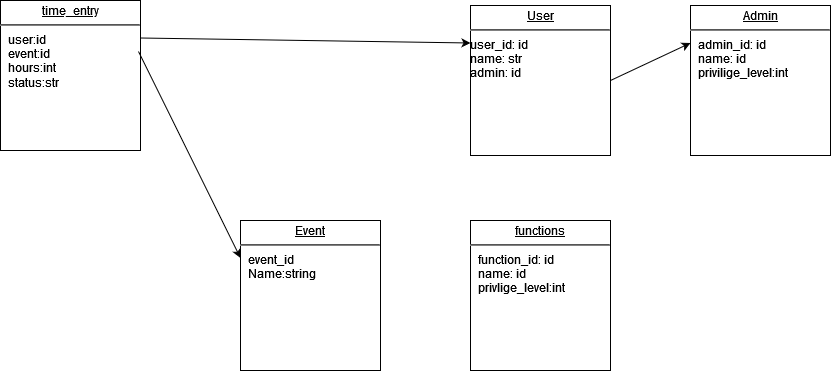 time_entry
user:id
event:id
hours:int
status:str
User
user_id: id
name: str
admin: id
Admin
admin_id: id
name: id
privilige_level:int
Event
event_id
Name:string
functions
function_id: id
name: id
privlige_level:int